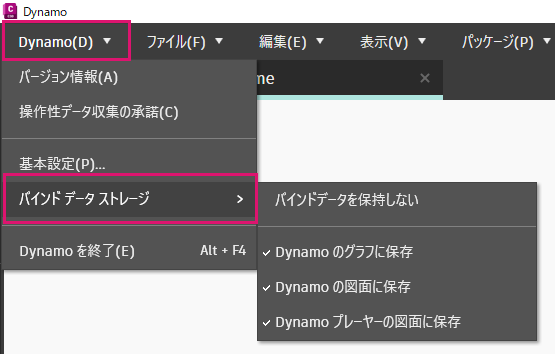 Dynamo
Dynamo(D) ファイル(F) 編集(E) 表示(V) パッケージ(P)
バージョン情報(A)
操作性データ収集の承諾(C)
基本設定(P)...
バインド データ ストレージ
バインドデータを保持しない
Dynamo のグラフに保存
Dynamo を終了(E) Alt + F4
Dynamo の図面に保存
Dynamo プレーヤーの図面に保存